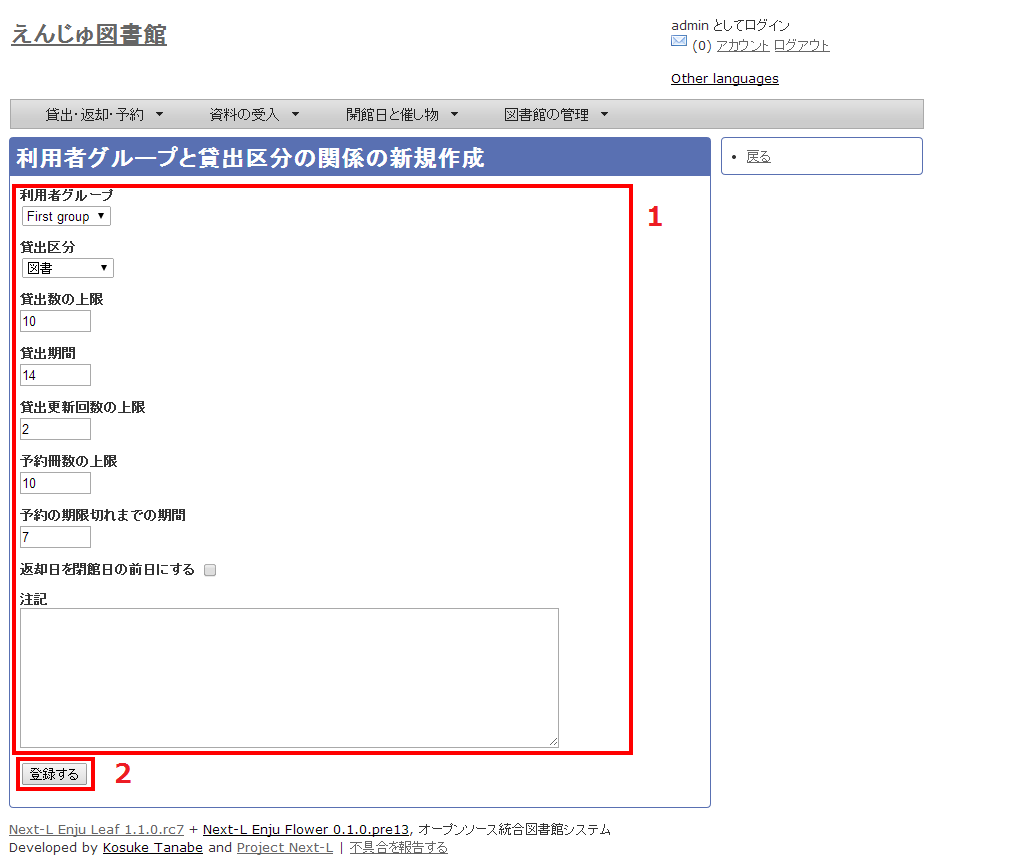 えんじゅ図書館
admin としてログイン
(0) アカウント ログアウト
Other languages
貸出・返却・予約 ▼ 資料の受入 ▼ 開館日と催し物 ▼ 図書館の管理 ▼
利用者グループと貸出区分の関係の新規作成
• 戻る
利用者グループ
First group ▼
1
貸出区分
図書 ▼
貸出数の上限
10
貸出期間
14
貸出更新回数の上限
2
予約冊数の上限
10
予約の期限切れまでの期間
7
返却日を閉館日の前日にする
注記
登録する
2
Next-L Enju Leaf 1.1.0.rc7 + Next-L Enju Flower 0.1.0.pre13, オープンソース統合図書館システム
Developed by Kosuke Tanabe and Project Next-L | 不具合を報告する